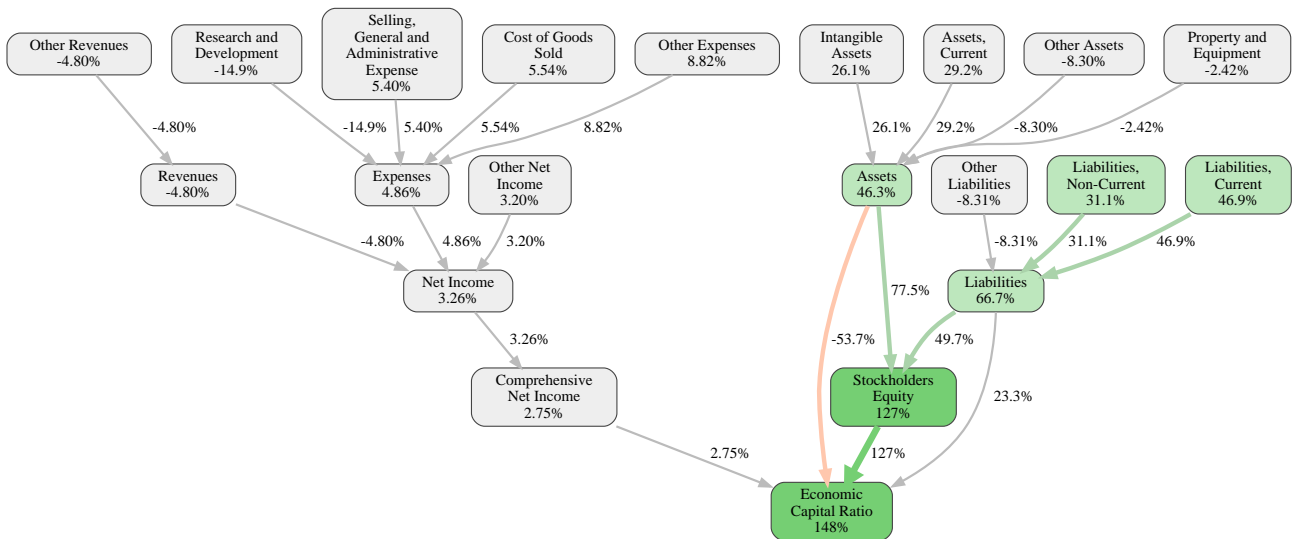 Other Revenues
-4.80%
Research and
Development
-14.9%
Selling,
General and
Administrative
Expense
5.40%
Cost of Goods
Sold
5.54%
Other Expenses
8.82%
Intangible
Assets
26.1%
Assets,
Current
29.2%
Other Assets
-8.30%
Property and
Equipment
-2.42%
-4.80%
-14.9%
5.40%
5.54%
8.82%
26.1%
29.2%
-8.30%
-2.42%
Revenues
-4.80%
Expenses
4.86%
Other Net
Income
3.20%
Assets
46.3%
Other
Liabilities
-8.31%
Liabilities,
Non-Current
31.1%
Liabilities,
Current
46.9%
-4.80%
4.86%
3.20%
-8.31%
31.1%
46.9%
Net Income
3.26%
77.5%
Liabilities
66.7%
3.26%
-53.7%
49.7%
Comprehensive
Net Income
2.75%
Stockholders
Equity
127%
23.3%
2.75%
127%
Economic
Capital Ratio
148%